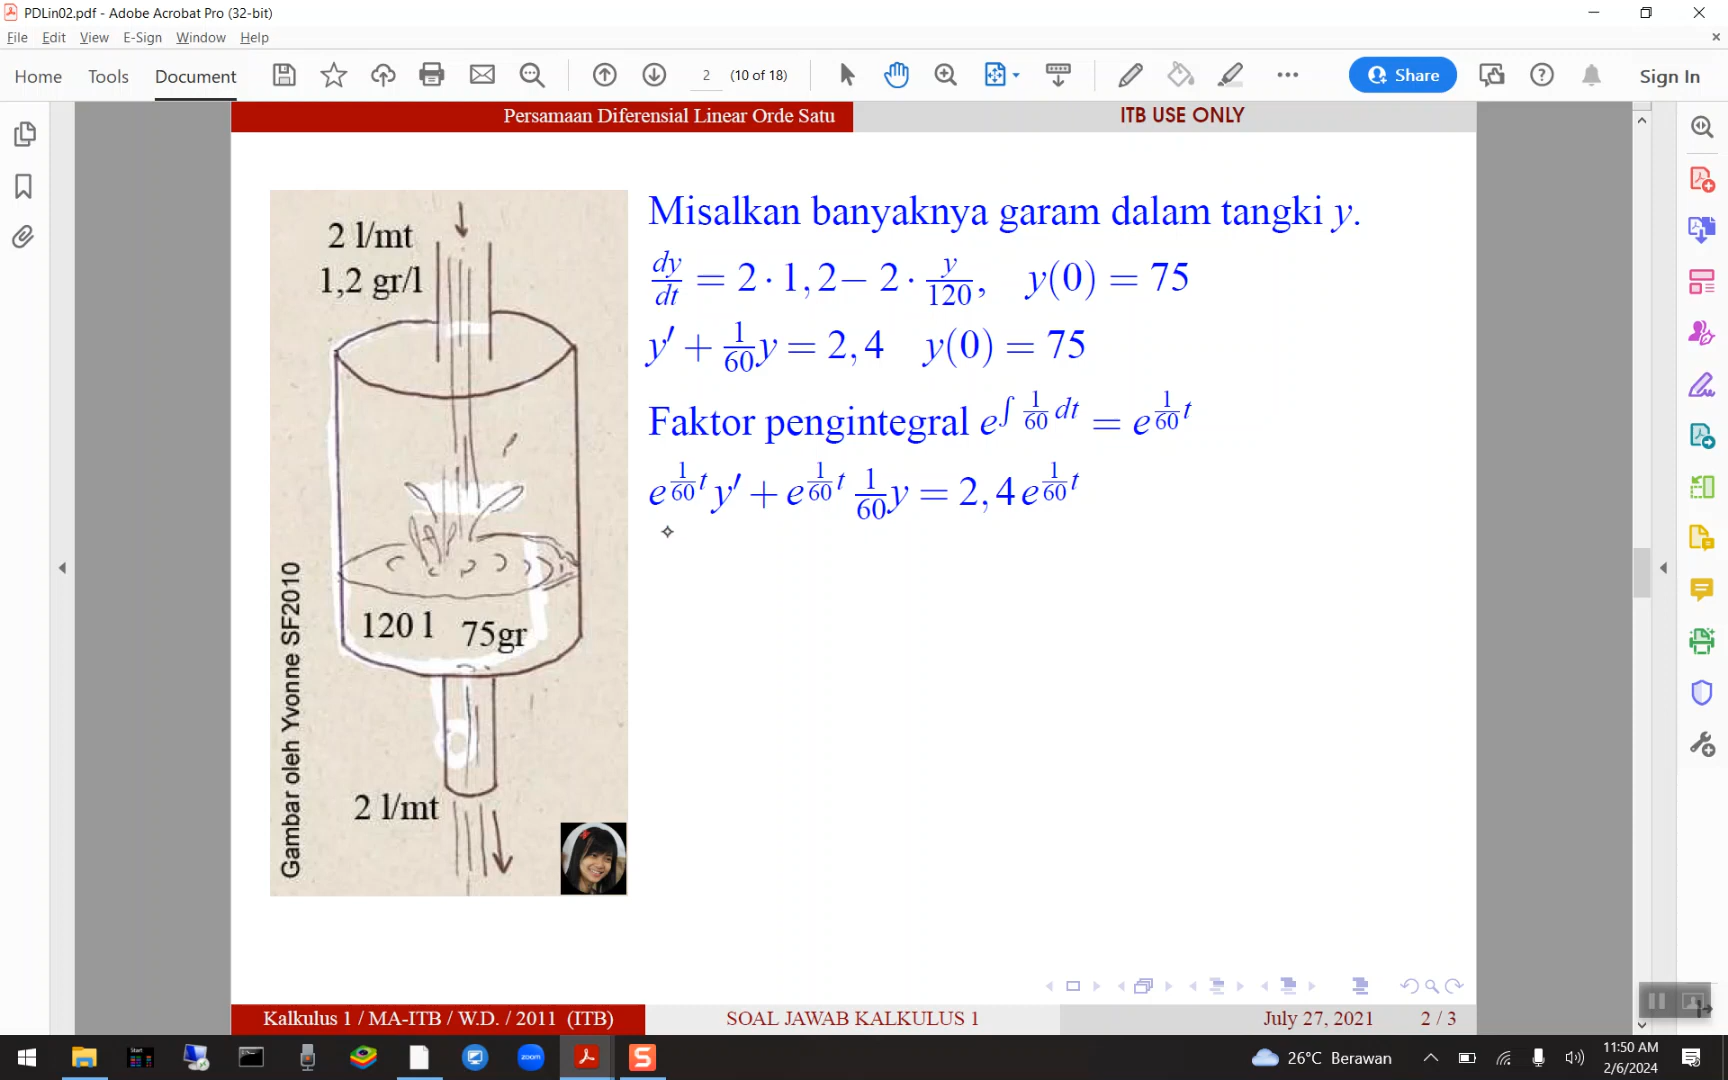 PDLin02.pdf - Adobe Acrobat Pro (32-bit)
File Edit View E-Sign Window Help
Home Tools Document 2 (10 of 18) Share Sign In
Persamaan Diferensial Linear Orde Satu ITB USE ONLY
2 l/mt
1,2 gr/l
120 l 75gr
2 l/mt
Gambar oleh Yvonne SF2010
Misalkan banyaknya garam dalam tangki y.
dy/dt = 2 · 1, 2 − 2 · y/120, y(0) = 75
y′ + 1/60 y = 2, 4 y(0) = 75
Faktor pengintegral e^∫ 1/60 dt = e^1/60 t
e^1/60 t y′ + e^1/60 t 1/60 y = 2, 4 e^1/60 t
Kalkulus 1 / MA-ITB / W.D. / 2011 (ITB) SOAL JAWAB KALKULUS 1 July 27, 2021 2 / 3
Start
zoom
26°C Berawan
11:50 AM
2/6/2024